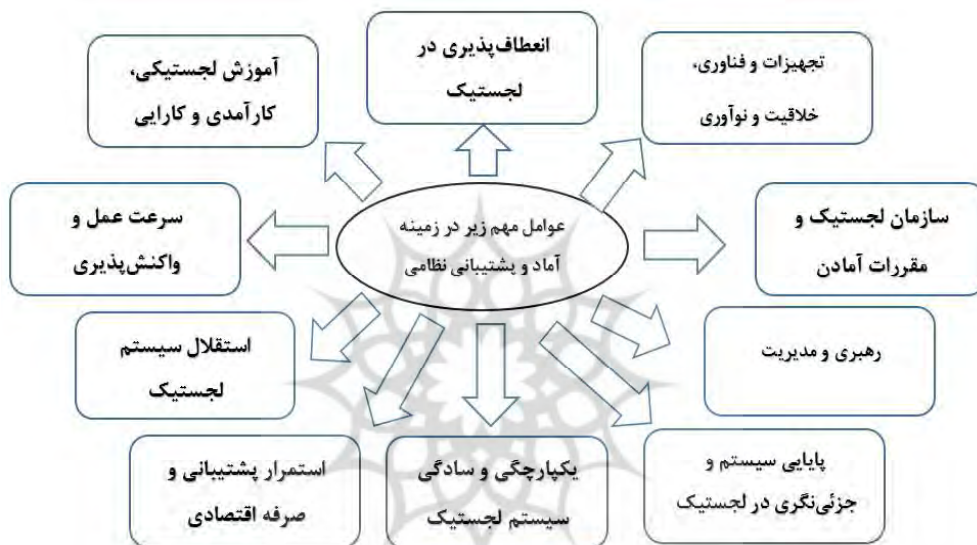 انعطاف‌پذیری در
لجستیک
تجهیزات و فناوری،
خلاقیت و نوآوری
آموزش لجستیکی،
کارآمدی و کارایی
سازمان لجستیک و
مقررات آمادن
عوامل مهم زیر در زمینه
آماد و پشتیبانی نظامی
سرعت عمل و
واکنش‌پذیری
رهبری و مدیریت
استقلال سیستم
لجستیک
پایایی سیستم و
جزئی‌نگری در لجستیک
یکپارچگی و سادگی
سیستم لجستیک
استمرار پشتیبانی و
صرفه اقتصادی